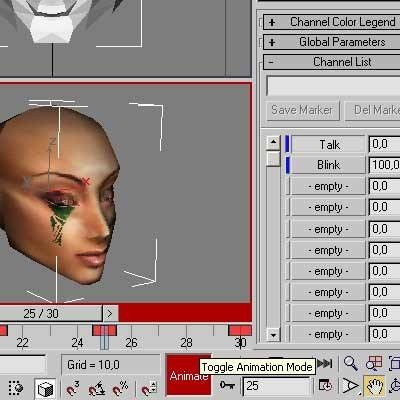 + Channel Color Legend
+ Global Parameters
- Channel List
Save Marker Del Marke
Talk 0,0
Blink 100,0
- empty - 0,0
- empty - 0,0
- empty - 0,0
- empty - 0,0
- empty - 0,0
- empty - 0,0
- empty - 0,0
- empty - 0,0
z
x
25 / 30 >
22 24 26 28 30
Grid = 10,0
Animate
Toggle Animation Mode
25